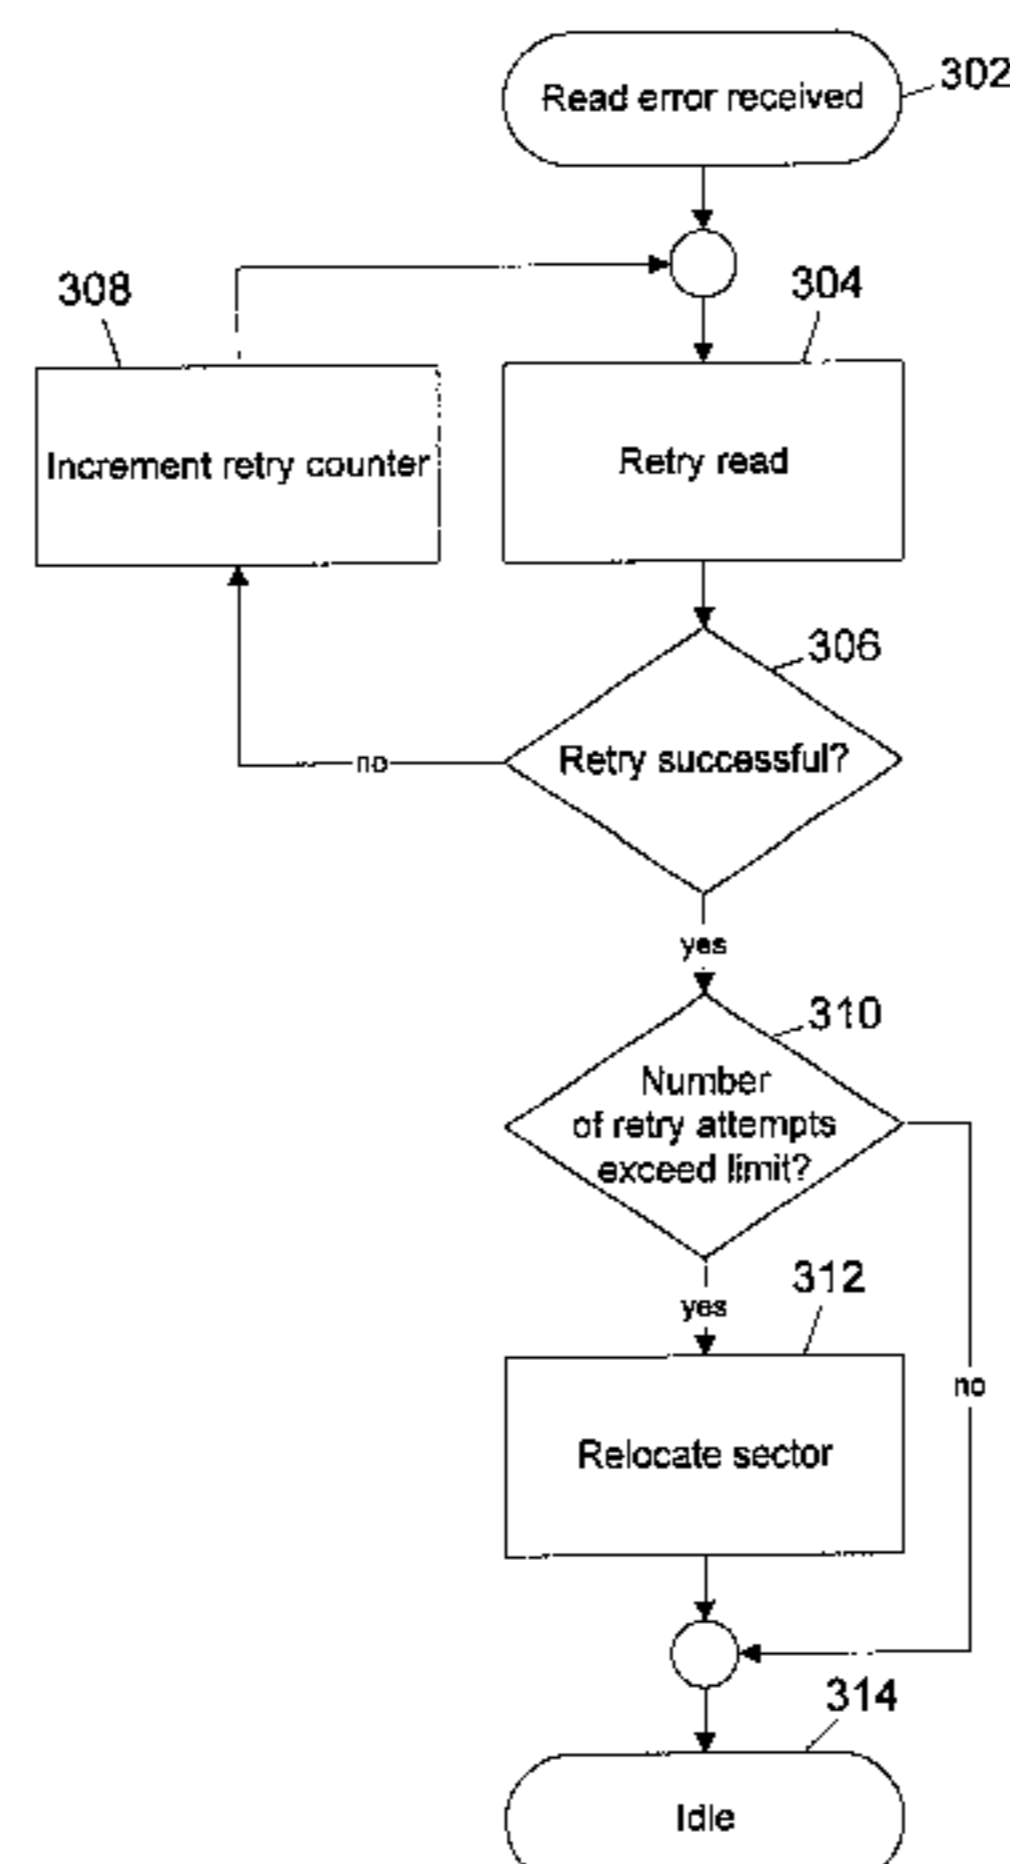 Read error received
302
308
304
Increment retry counter
Retry read
306
Retry successful?
no
yes
310
Number
of retry attempts
exceed limit?
312
yes
no
Relocate sector
314
Idle